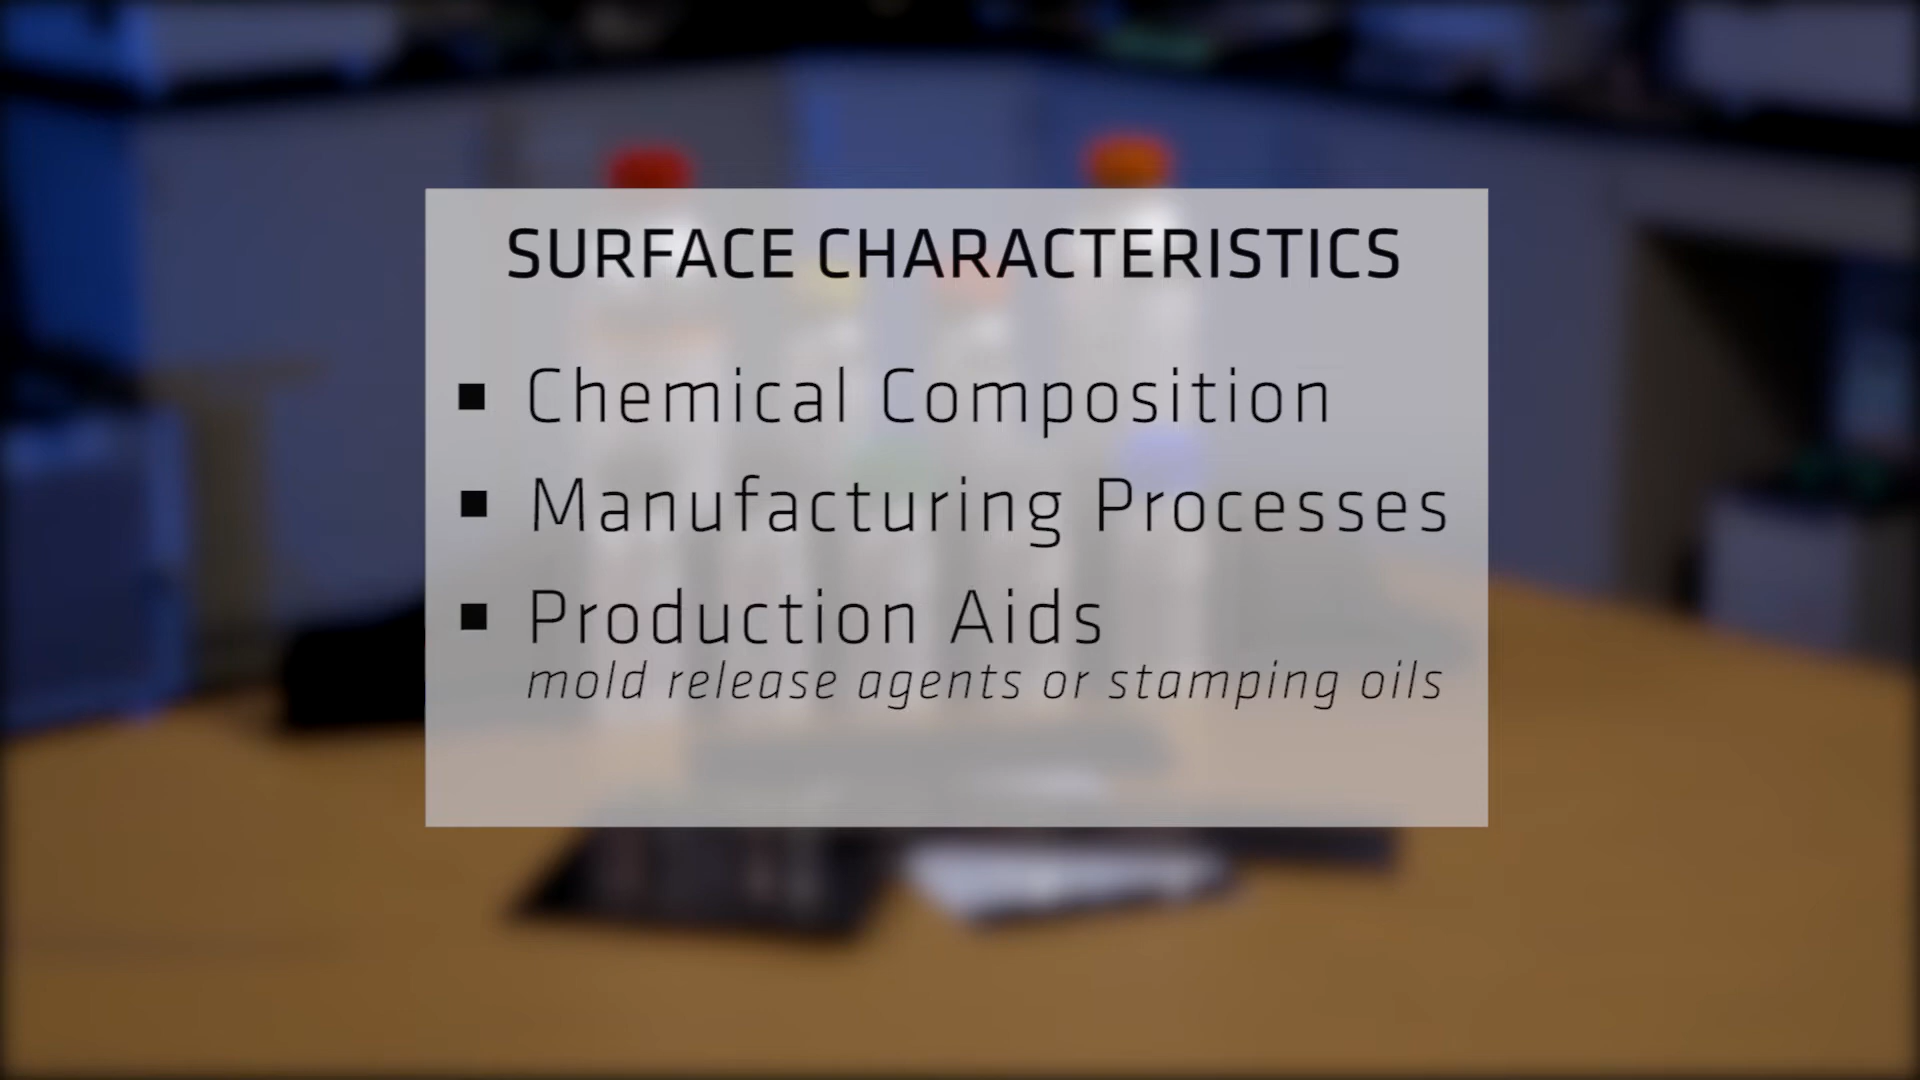 SURFACE CHARACTERISTICS
▪ Chemical Composition
▪ Manufacturing Processes
▪ Production Aids
mold release agents or stamping oils